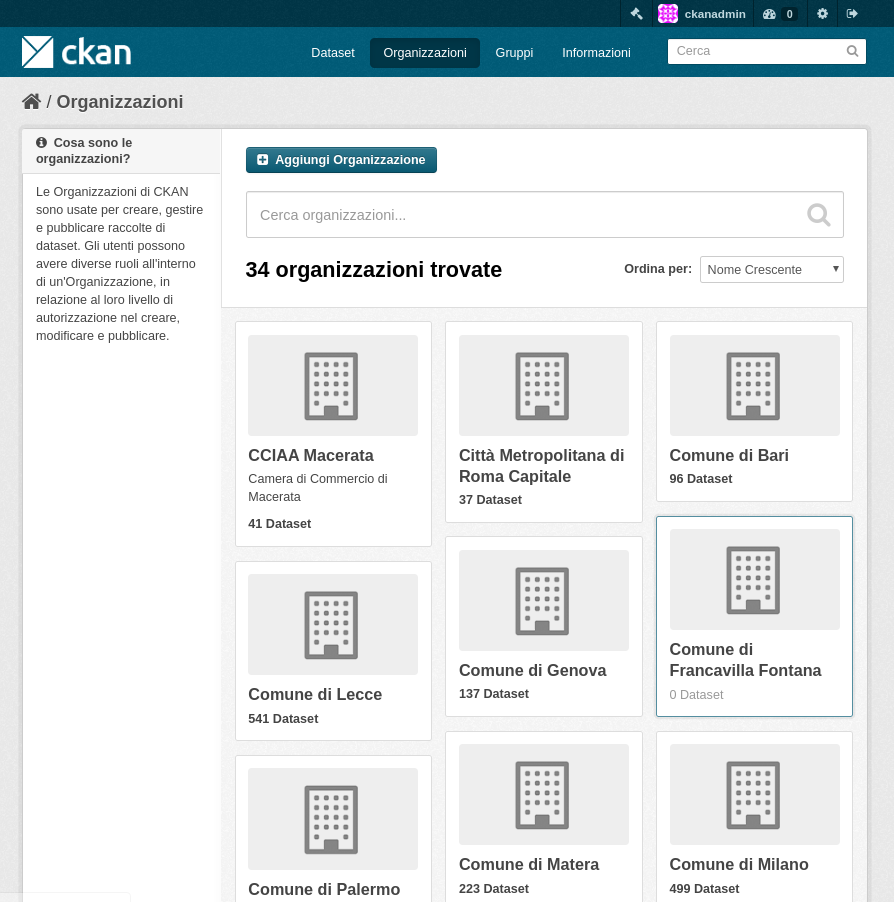 ckanadmin 0
ckan Dataset Organizzazioni Gruppi Informazioni Cerca
/ Organizzazioni
Cosa sono le
organizzazioni?
Le Organizzazioni di CKAN
sono usate per creare, gestire
e pubblicare raccolte di
dataset. Gli utenti possono
avere diverse ruoli all'interno
di un'Organizzazione, in
relazione al loro livello di
autorizzazione nel creare,
modificare e pubblicare.
Aggiungi Organizzazione
Cerca organizzazioni...
34 organizzazioni trovate
Ordina per: Nome Crescente
CCIAA Macerata
Camera di Commercio di
Macerata
41 Dataset
Città Metropolitana di
Roma Capitale
37 Dataset
Comune di Bari
96 Dataset
Comune di Lecce
541 Dataset
Comune di Genova
137 Dataset
Comune di
Francavilla Fontana
0 Dataset
Comune di Palermo
Comune di Matera
223 Dataset
Comune di Milano
499 Dataset